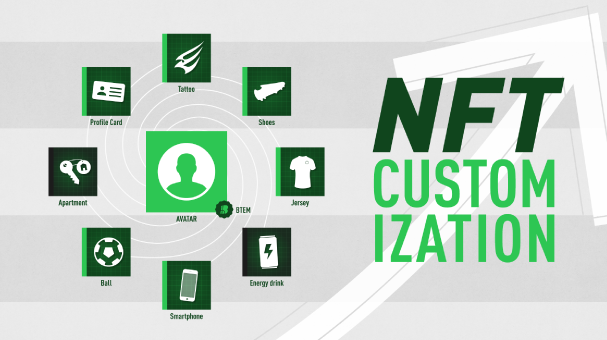 Tattoo
Profile Card
Shoes
Apartment
AVATAR
BTEM
Jersey
Ball
Energy drink
Smartphone
NFT
CUSTOM
IZATION